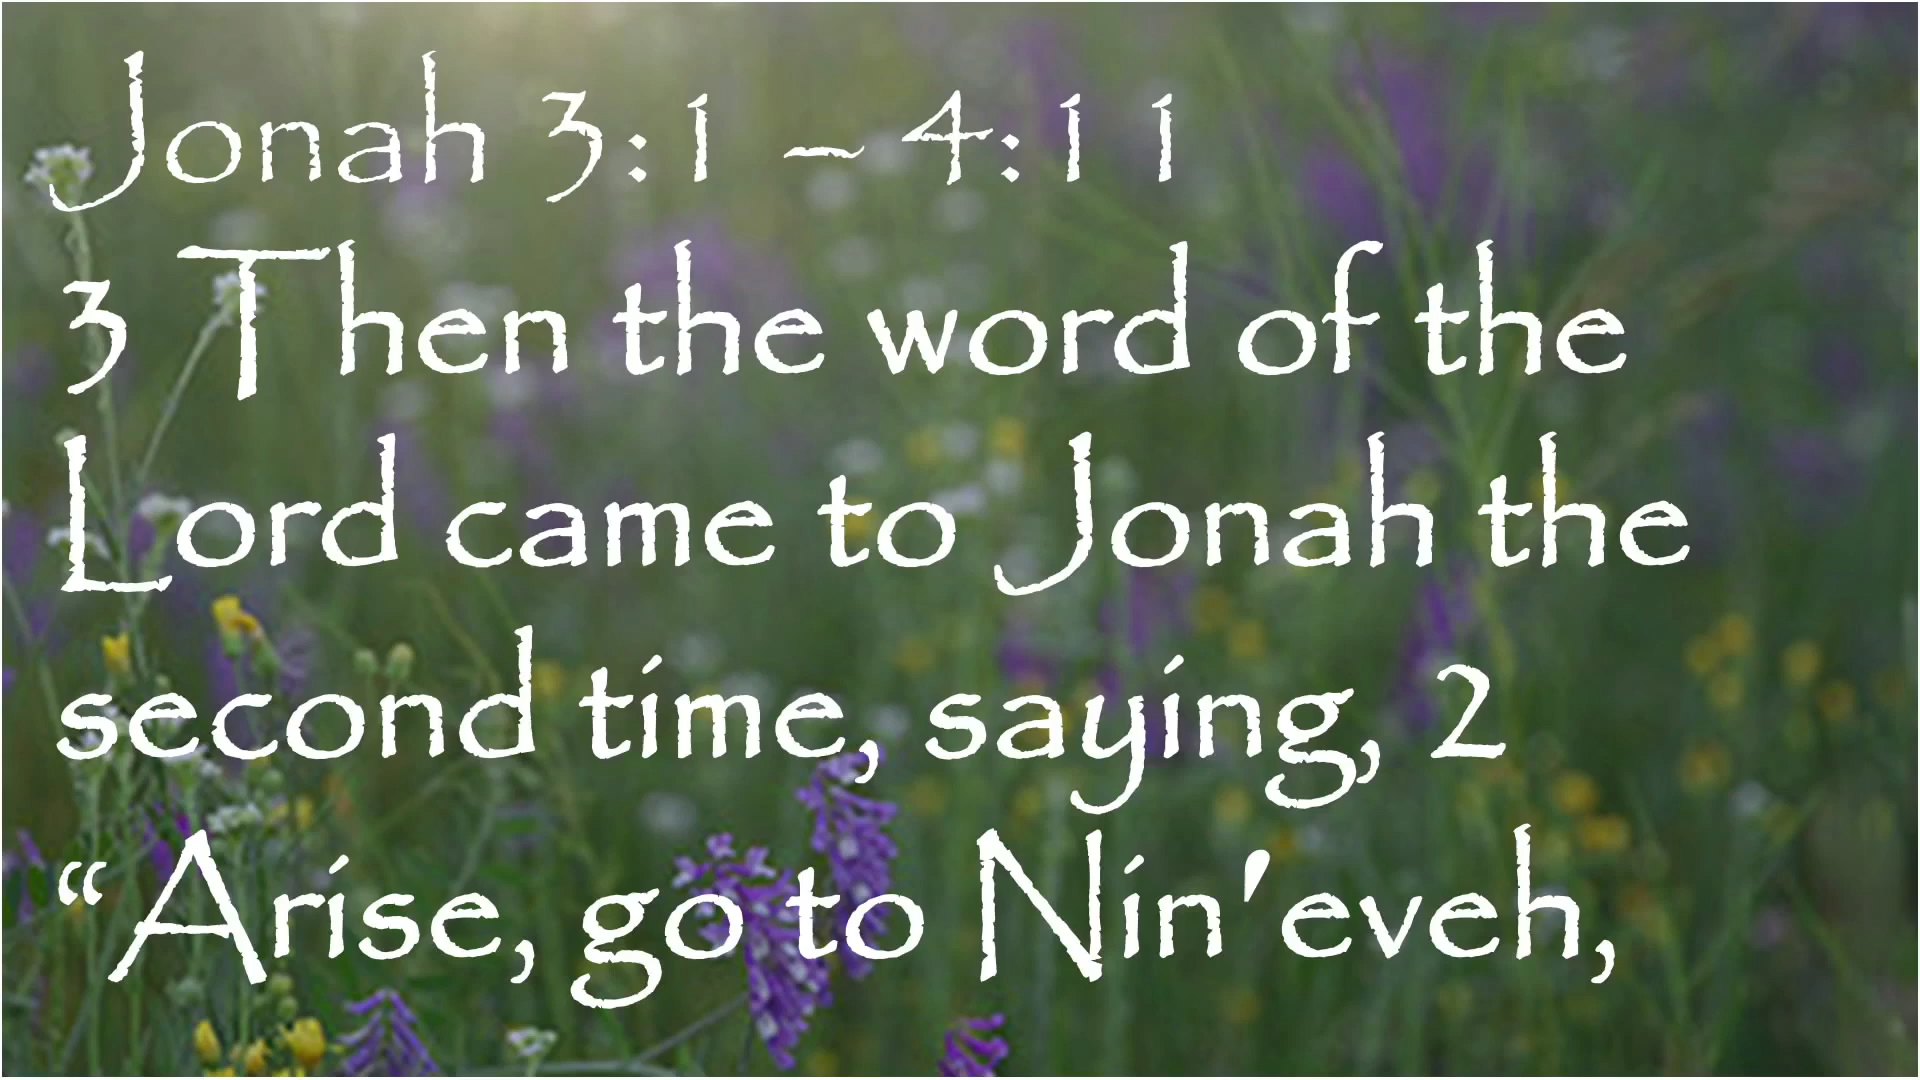 Jonah 3:1 – 4:11
3 Then the word of the
Lord came to Jonah the
second time, saying, 2
“Arise, go to Nin′eveh,